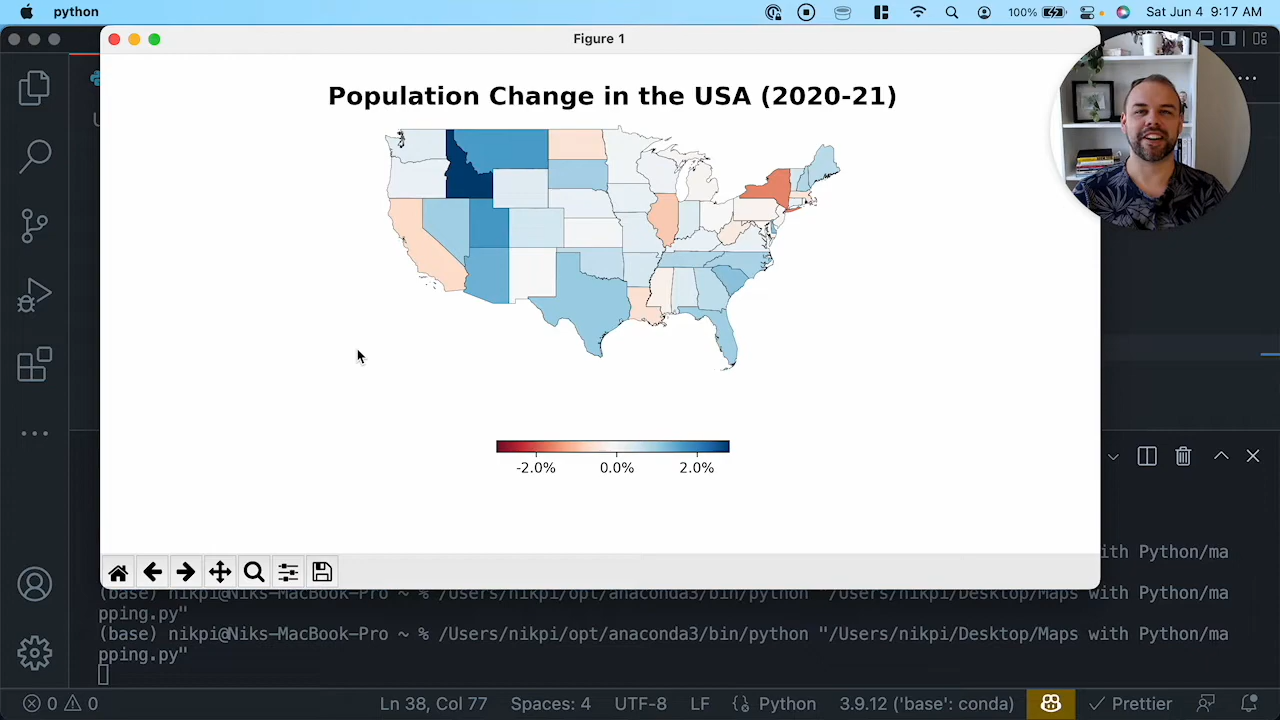 python
100%
Sat Jun 4 9:17 AM
Figure 1
Population Change in the USA (2020-21)
-2.0% 0.0% 2.0%
with Python/ma
(base) nikpi@Niks-MacBook-Pro ~ % /Users/nikpi/opt/anaconda3/bin/python "/Users/nikpi/Desktop/Maps with Python/ma
pping.py"
(base) nikpi@Niks-MacBook-Pro ~ % /Users/nikpi/opt/anaconda3/bin/python "/Users/nikpi/Desktop/Maps with Python/ma
pping.py"
0 0 Ln 38, Col 77 Spaces: 4 UTF-8 LF Python 3.9.12 ('base': conda) Prettier